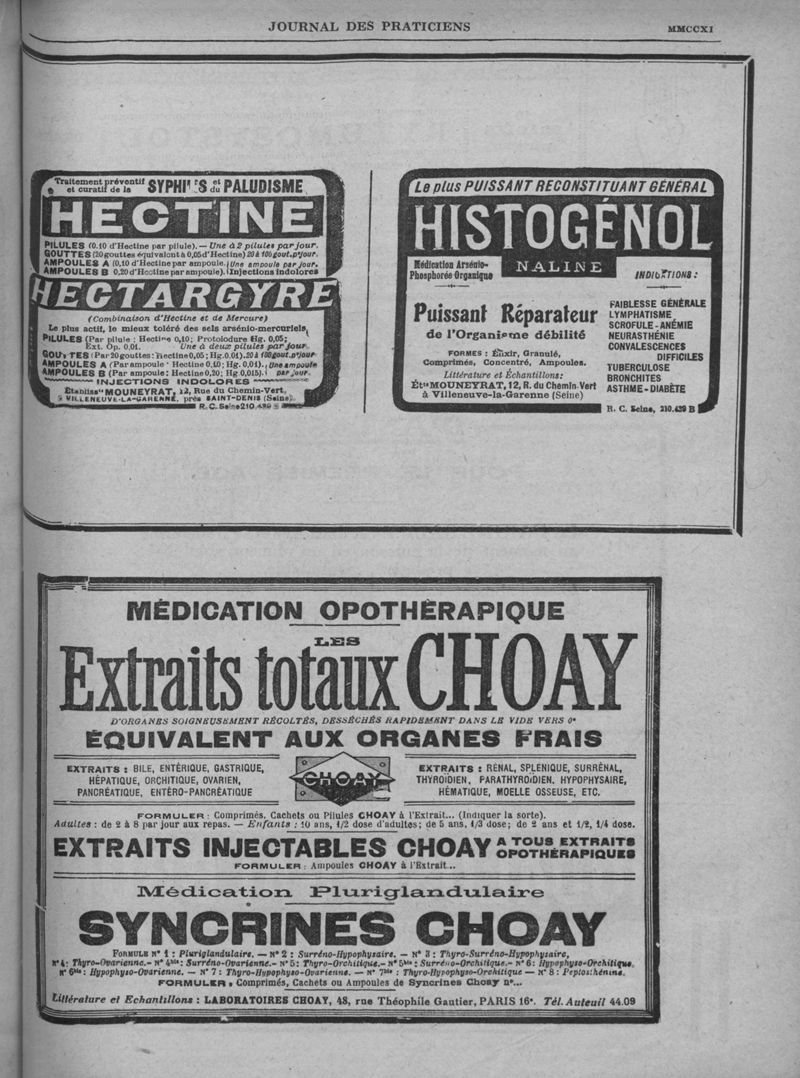 JOURNAL DES PRATICIENS
MMCCXI
Traitement préventif et curatif de la SYPHI et du PALUDISME
HECTINE
PILULES (0.10 d'Hectine par pilule).— Une à 2 pilules par jour.
GOUTTES (20 gouttes équivalent à 0,05 d'Hectine) 20 à 100 gout. p' jour.
AMPOULES A (0,10 d'Hectine par ampoule). Une ampoule par jour.
AMPOULES B (0,20 d'Hectine par ampoule). Injections indolores
HECTARGYRE
(Combinaison d'Hectine et de Mercure)
Le plus actif, le mieux toléré des sels arsénio-mercuriels,
PILULES (Par pilule : Hectine 0,10; Protoiodure Hg. 0,05;
Ext. Op. 0,01. Une à deux pilules par jour.
GOUTTES (Par 20 gouttes: Hectine 0,05; Hg. 0.01). 20 à 100 gout. p' jour
AMPOULES A (Par ampoule : Hectine 0,10; Hg. 0,01). Une ampoule
AMPOULES B (Par ampoule: Hectine 0,20; Hg 0,015). par jour.
INJECTIONS INDOLORES
Établiss's MOUNEYRAT, 12, Rue du Chemin-Vert,
VILLENEUVE-LA-GARENNE, près SAINT-DENIS (Seine).
R. C. Seine 210.439 B
Le plus PUISSANT RECONSTITUANT GÉNÉRAL
HISTOGÉNOL
Médication Arsénio-
Phosphorée Organique
NALINE
INDICATIONS :
Puissant Réparateur
de l'Organisme débilité
FORMES : Élixir, Granulé,
Comprimés, Concentré, Ampoules.
Littérature et Échantillons:
Éts MOUNEYRAT, 12, R. du Chemin-Vert
à Villeneuve-la-Garenne (Seine)
FAIBLESSE GÉNÉRALE
LYMPHATISME
SCROFULE - ANÉMIE
NEURASTHÉNIE
CONVALESCENCES
DIFFICILES
TUBERCULOSE
BRONCHITES
ASTHME - DIABÈTE
R. C. Seine, 210.439 B
MÉDICATION OPOTHÉRAPIQUE
LES
Extraits totaux CHOAY
D'ORGANES SOIGNEUSEMENT RÉCOLTÉS, DESSÉCHÉS RAPIDEMENT DANS LE VIDE VERS 0°
ÉQUIVALENT AUX ORGANES FRAIS
EXTRAITS : BILE, ENTÉRIQUE, GASTRIQUE,
HÉPATIQUE, ORCHITIQUE, OVARIEN,
PANCRÉATIQUE, ENTÉRO-PANCRÉATIQUE
CHOAY
EXTRAITS : RÉNAL, SPLÉNIQUE, SURRÉNAL,
THYROÏDIEN, PARATHYROÏDIEN, HYPOPHYSAIRE,
HÉMATIQUE, MOELLE OSSEUSE, ETC.
FORMULER : Comprimés, Cachets ou Pilules CHOAY à l'Extrait... (Indiquer la sorte).
Adultes : de 2 à 8 par jour aux repas. — Enfants : 10 ans, 1/2 dose d'adultes; de 5 ans, 1/3 dose; de 2 ans et 1/2, 1/4 dose.
EXTRAITS INJECTABLES CHOAY A TOUS EXTRAITS OPOTHÉRAPIQUES
FORMULER : Ampoules CHOAY à l'Extrait...
Médication Pluriglandulaire
SYNCRINES CHOAY
FORMULE N° 1 : Pluriglandulaire. — N° 2 : Surréno-Hypophysaire. — N° 3 : Thyro-Surréno-Hypophysaire,
N° 4: Thyro-Ovarienne.- N° 4bis: Surréno-Ovarienne.- N° 5: Thyro-Orchitique.- N° 5bis: Surréno-Orchitique.- N° 6: Hypophyso-Orchitique,
N° 6bis: Hypophyso-Ovarienne. — N° 7 : Thyro-Hypophyso-Ovarienne. — N° 7bis : Thyro-Hypophyso-Orchitique — N° 8 : Peptosthénine.
FORMULER : Comprimés, Cachets ou Ampoules de Syncrines Choay n°...
Littérature et Echantillons : LABORATOIRES CHOAY, 48, rue Théophile Gautier, PARIS 16e. Tél. Auteuil 44.09